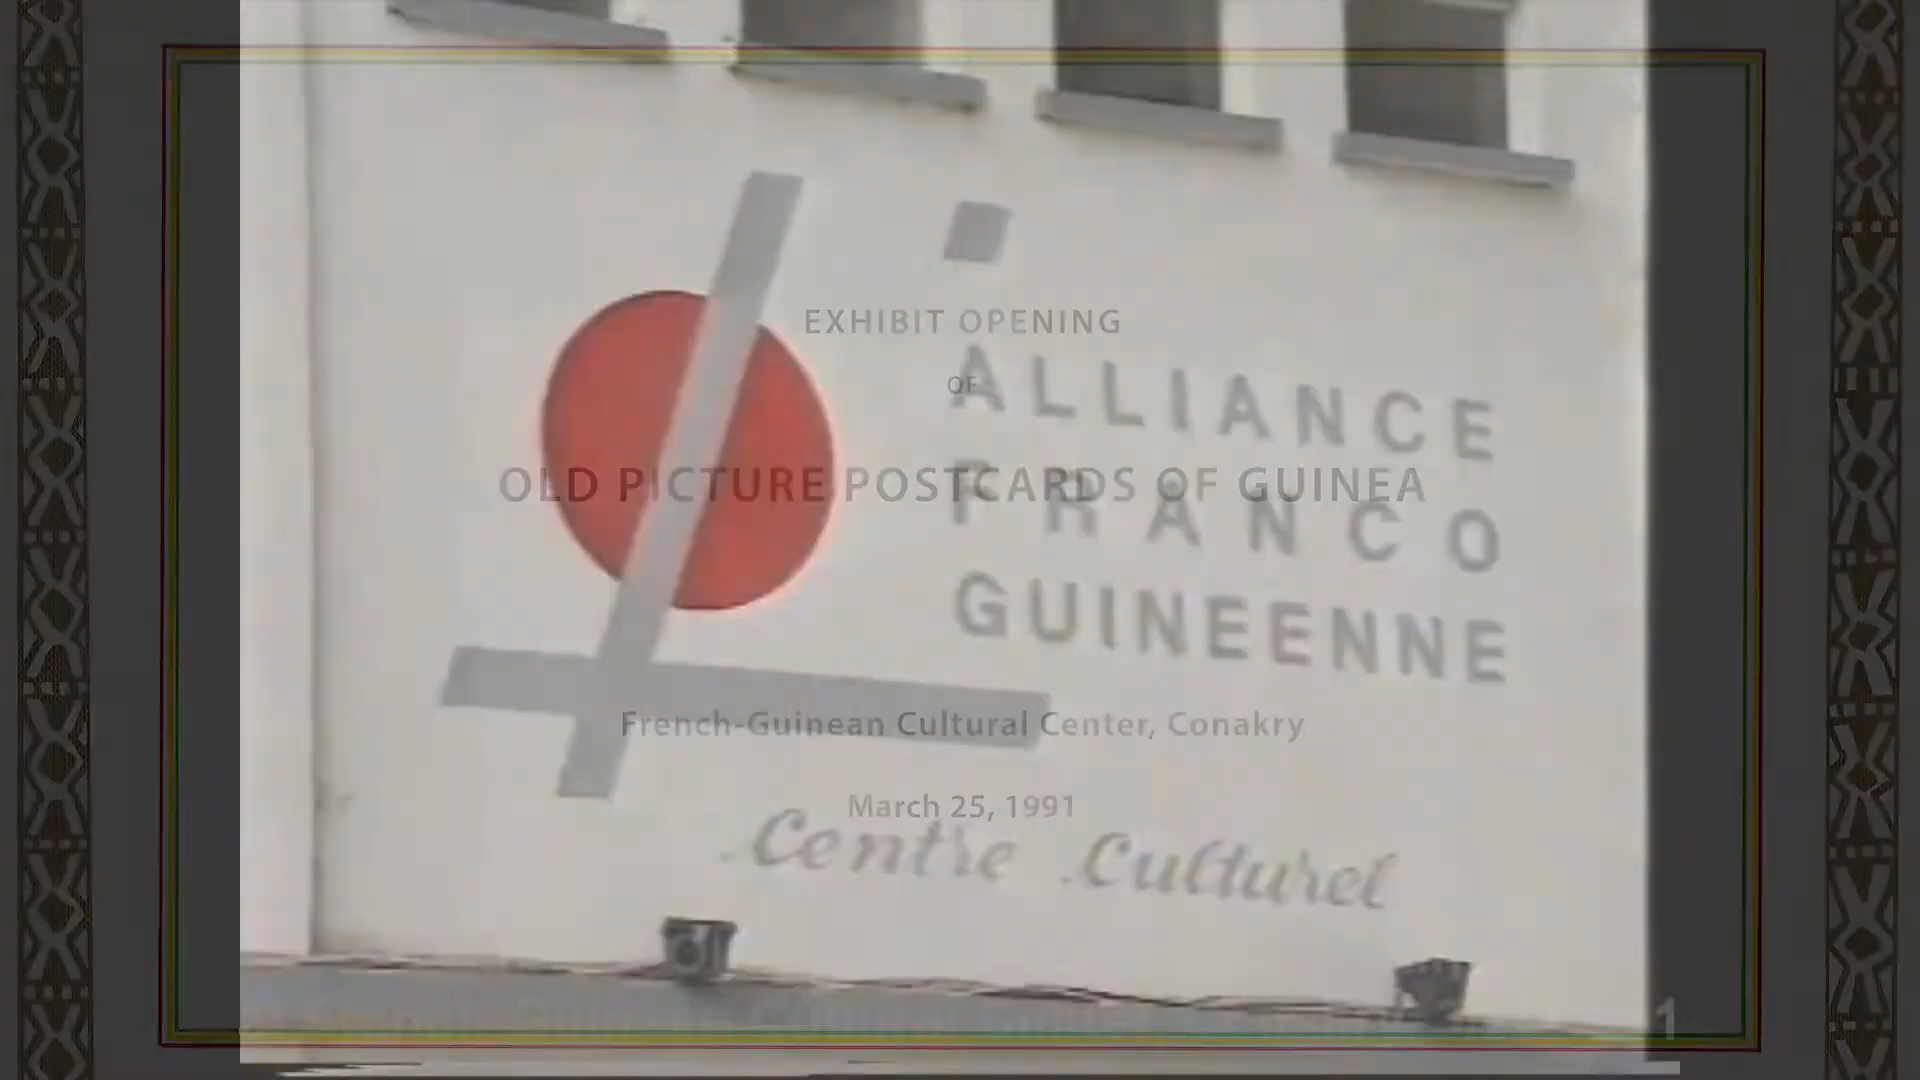 EXHIBIT OPENING
OF
OLD PICTURE POSTCARDS OF GUINEA
French-Guinean Cultural Center, Conakry
March 25, 1991
ALLIANCE
FRANCO
GUINEENNE
Centre Culturel
1